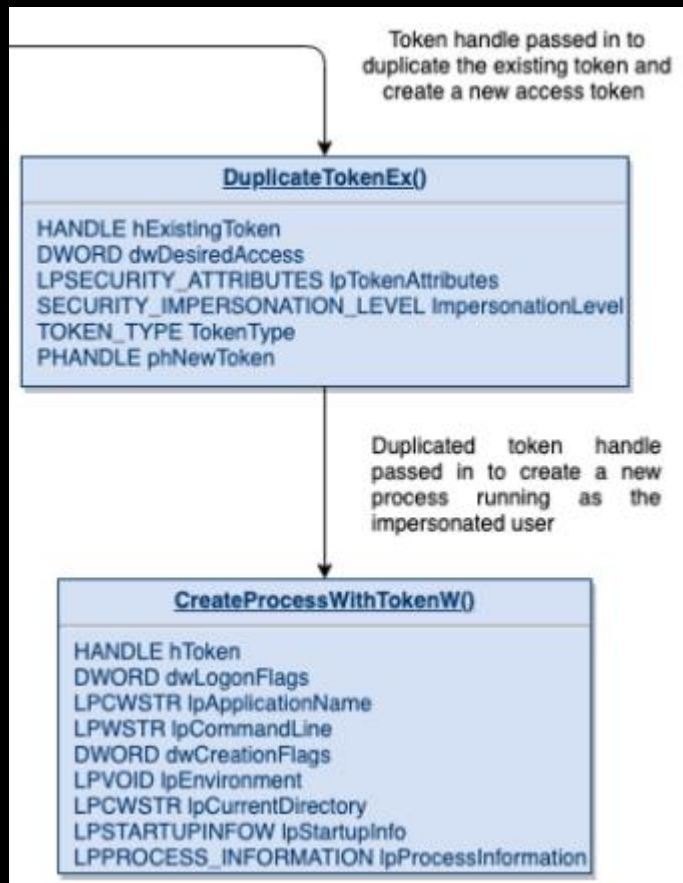 Token handle passed in to
duplicate the existing token and
create a new access token
DuplicateTokenEx()
HANDLE hExistingToken
DWORD dwDesiredAccess
LPSECURITY_ATTRIBUTES lpTokenAttributes
SECURITY_IMPERSONATION_LEVEL ImpersonationLevel
TOKEN_TYPE TokenType
PHANDLE phNewToken
Duplicated token handle
passed in to create a new
process running as the
impersonated user
CreateProcessWithTokenW()
HANDLE hToken
DWORD dwLogonFlags
LPCWSTR lpApplicationName
LPWSTR lpCommandLine
DWORD dwCreationFlags
LPVOID lpEnvironment
LPCWSTR lpCurrentDirectory
LPSTARTUPINFOW lpStartupInfo
LPPROCESS_INFORMATION lpProcessInformation